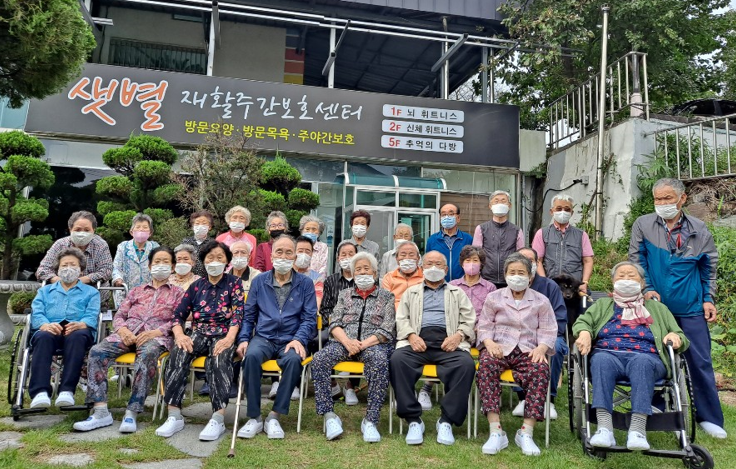 샛별 재활주간보호센터
방문요양·방문목욕·주야간보호
1F 뇌 휘트니스
2F 신체 휘트니스
5F 추억의 다방